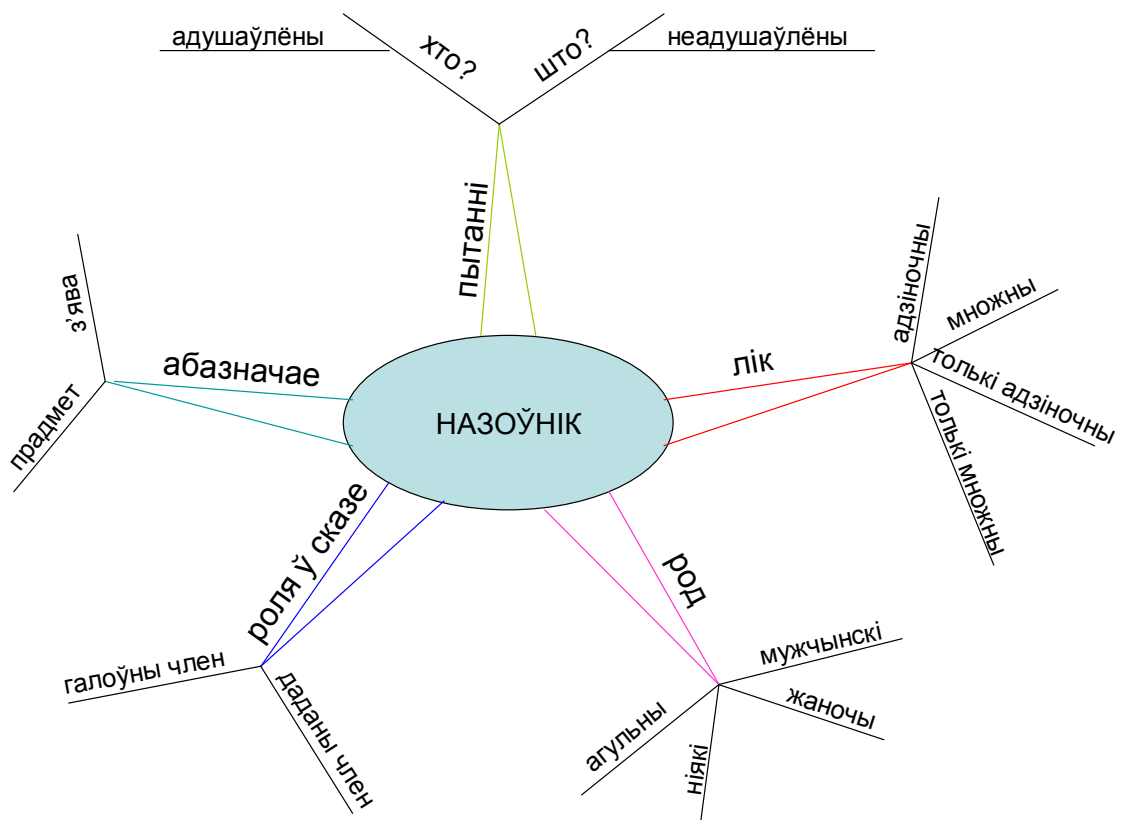 адушаўлёны
хто?
што?
неадушаўлёны
пытанні
з'ява
прадмет
абазначае
НАЗОЎНІК
лік
адзіночны
множны
толькі адзіночны
толькі множны
роля ў сказе
галоўны член
даданы член
род
мужчынскі
жаночы
ніякі
агульны